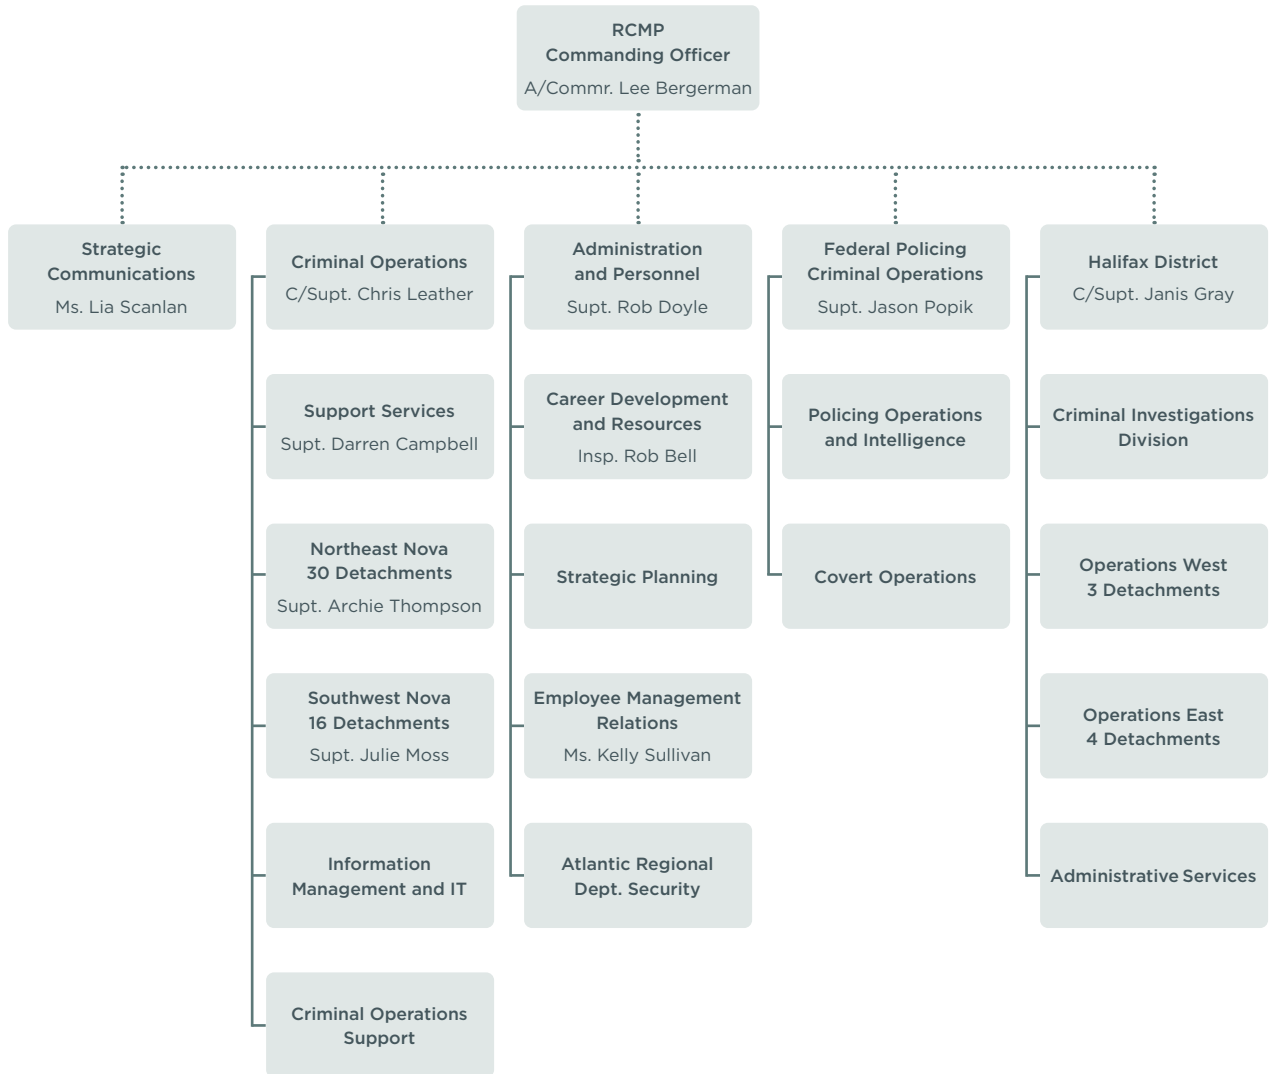 RCMP
Commanding Officer
A/Commr. Lee Bergerman
Strategic
Communications
Ms. Lia Scanlan
Criminal Operations
C/Supt. Chris Leather
Administration
and Personnel
Supt. Rob Doyle
Federal Policing
Criminal Operations
Supt. Jason Popik
Halifax District
C/Supt. Janis Gray
Support Services
Supt. Darren Campbell
Career Development
and Resources
Insp. Rob Bell
Policing Operations
and Intelligence
Criminal Investigations
Division
Northeast Nova
30 Detachments
Supt. Archie Thompson
Strategic Planning
Covert Operations
Operations West
3 Detachments
Southwest Nova
16 Detachments
Supt. Julie Moss
Employee Management
Relations
Ms. Kelly Sullivan
Operations East
4 Detachments
Information
Management and IT
Atlantic Regional
Dept. Security
Administrative Services
Criminal Operations
Support